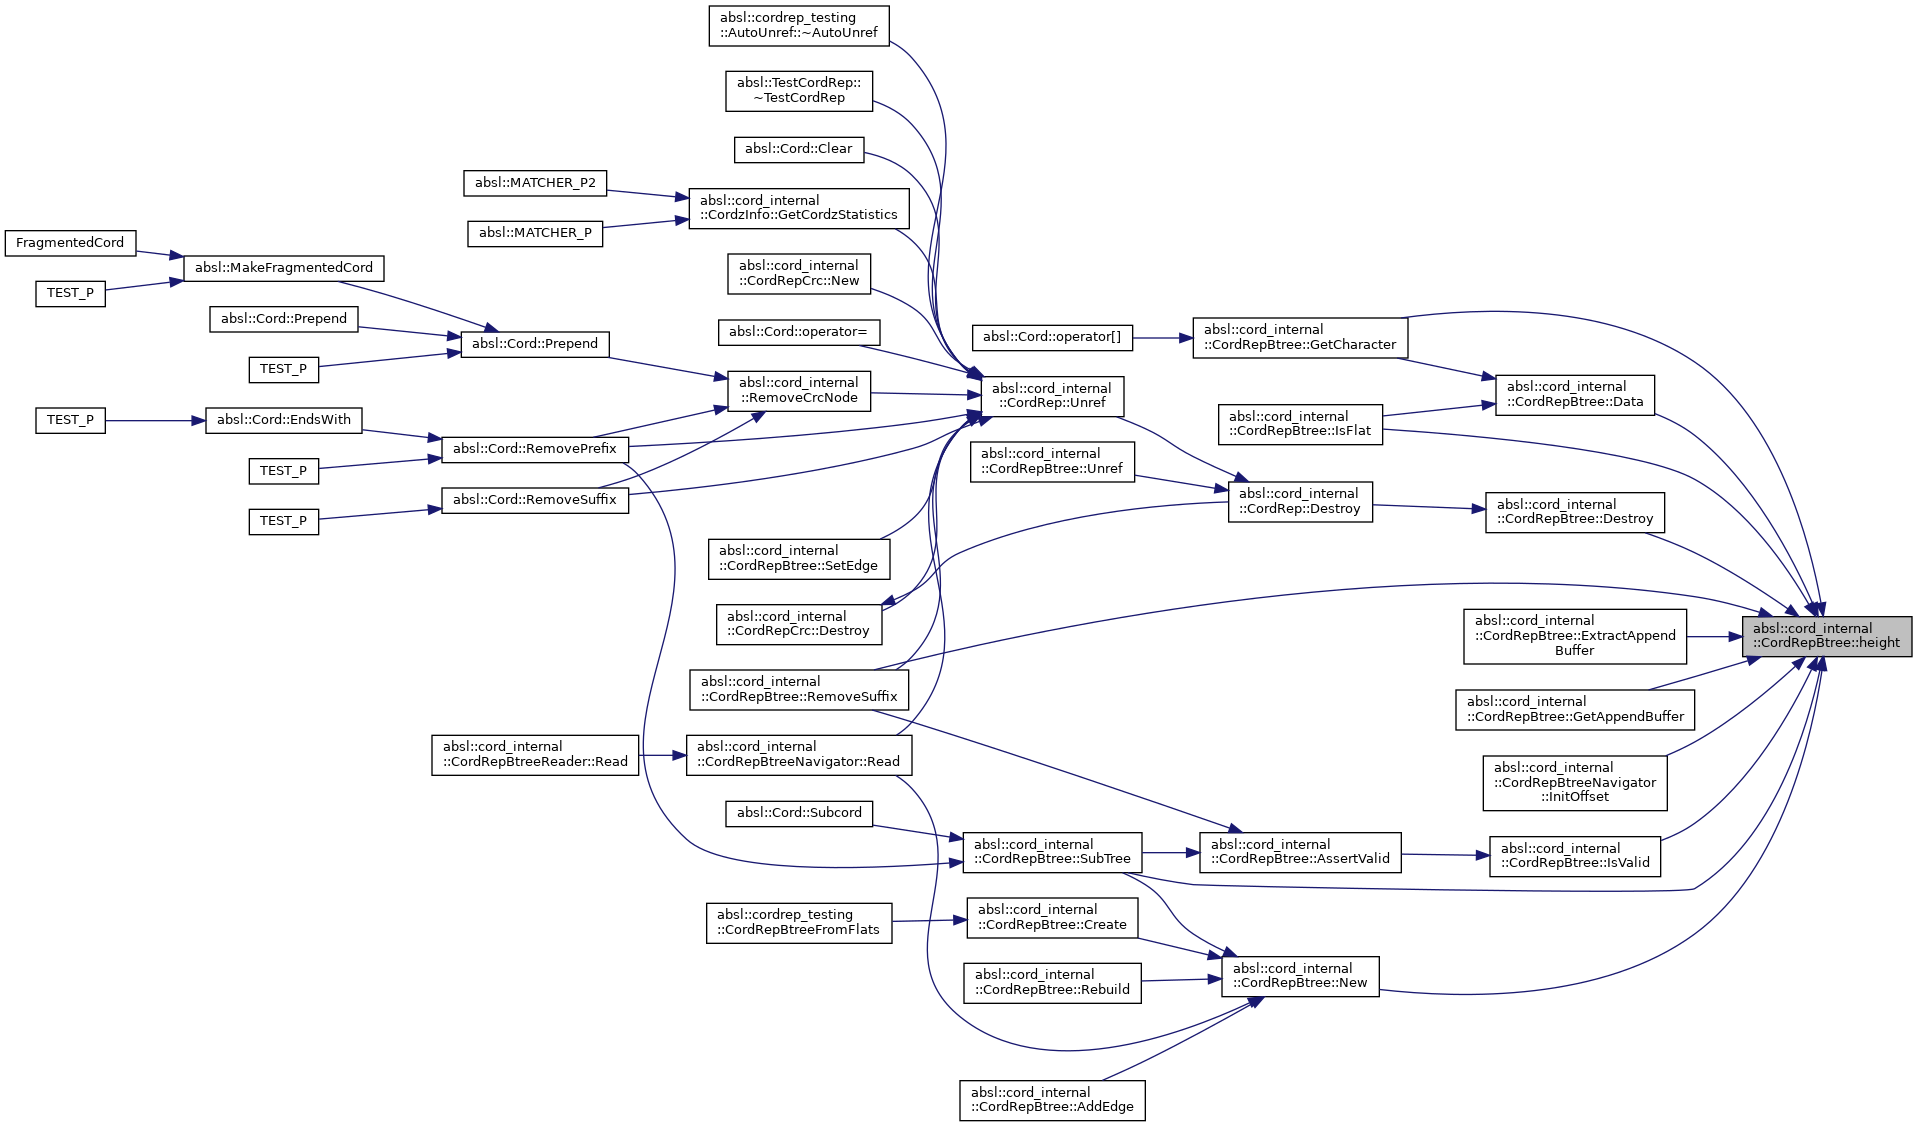 absl::cordrep_testing
::AutoUnref::~AutoUnref
absl::TestCordRep::
~TestCordRep
absl::Cord::Clear
absl::MATCHER_P2
absl::cord_internal
::CordzInfo::GetCordzStatistics
absl::MATCHER_P
FragmentedCord
absl::MakeFragmentedCord
absl::cord_internal
::CordRepCrc::New
TEST_P
absl::Cord::Prepend
absl::Cord::operator=
absl::Cord::operator[]
absl::cord_internal
::CordRepBtree::GetCharacter
absl::Cord::Prepend
TEST_P
absl::cord_internal
::RemoveCrcNode
absl::cord_internal
::CordRep::Unref
absl::cord_internal
::CordRepBtree::Data
TEST_P
absl::Cord::EndsWith
absl::cord_internal
::CordRepBtree::IsFlat
absl::Cord::RemovePrefix
absl::cord_internal
::CordRepBtree::Unref
TEST_P
absl::Cord::RemoveSuffix
absl::cord_internal
::CordRep::Destroy
absl::cord_internal
::CordRepBtree::Destroy
TEST_P
absl::cord_internal
::CordRepBtree::SetEdge
absl::cord_internal
::CordRepCrc::Destroy
absl::cord_internal
::CordRepBtree::ExtractAppend
Buffer
absl::cord_internal
::CordRepBtree::height
absl::cord_internal
::CordRepBtree::RemoveSuffix
absl::cord_internal
::CordRepBtree::GetAppendBuffer
absl::cord_internal
::CordRepBtreeReader::Read
absl::cord_internal
::CordRepBtreeNavigator::Read
absl::cord_internal
::CordRepBtreeNavigator
::InitOffset
absl::Cord::Subcord
absl::cord_internal
::CordRepBtree::SubTree
absl::cord_internal
::CordRepBtree::AssertValid
absl::cord_internal
::CordRepBtree::IsValid
absl::cordrep_testing
::CordRepBtreeFromFlats
absl::cord_internal
::CordRepBtree::Create
absl::cord_internal
::CordRepBtree::Rebuild
absl::cord_internal
::CordRepBtree::New
absl::cord_internal
::CordRepBtree::AddEdge